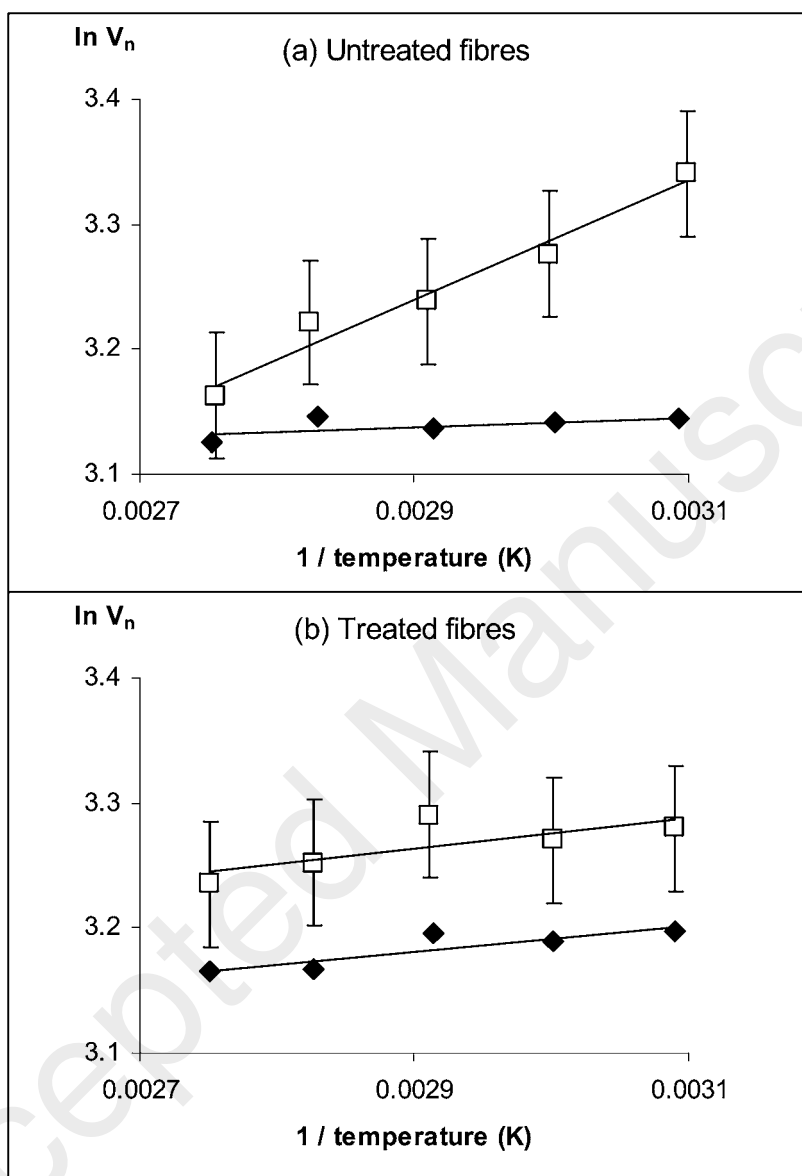 ln Vn
(a) Untreated fibres
3.4
3.3
3.2
3.1
0.0027 0.0029 0.0031
1 / temperature (K)
ln Vn
(b) Treated fibres
3.4
3.3
3.2
3.1
0.0027 0.0029 0.0031
1 / temperature (K)
cepted Manusc